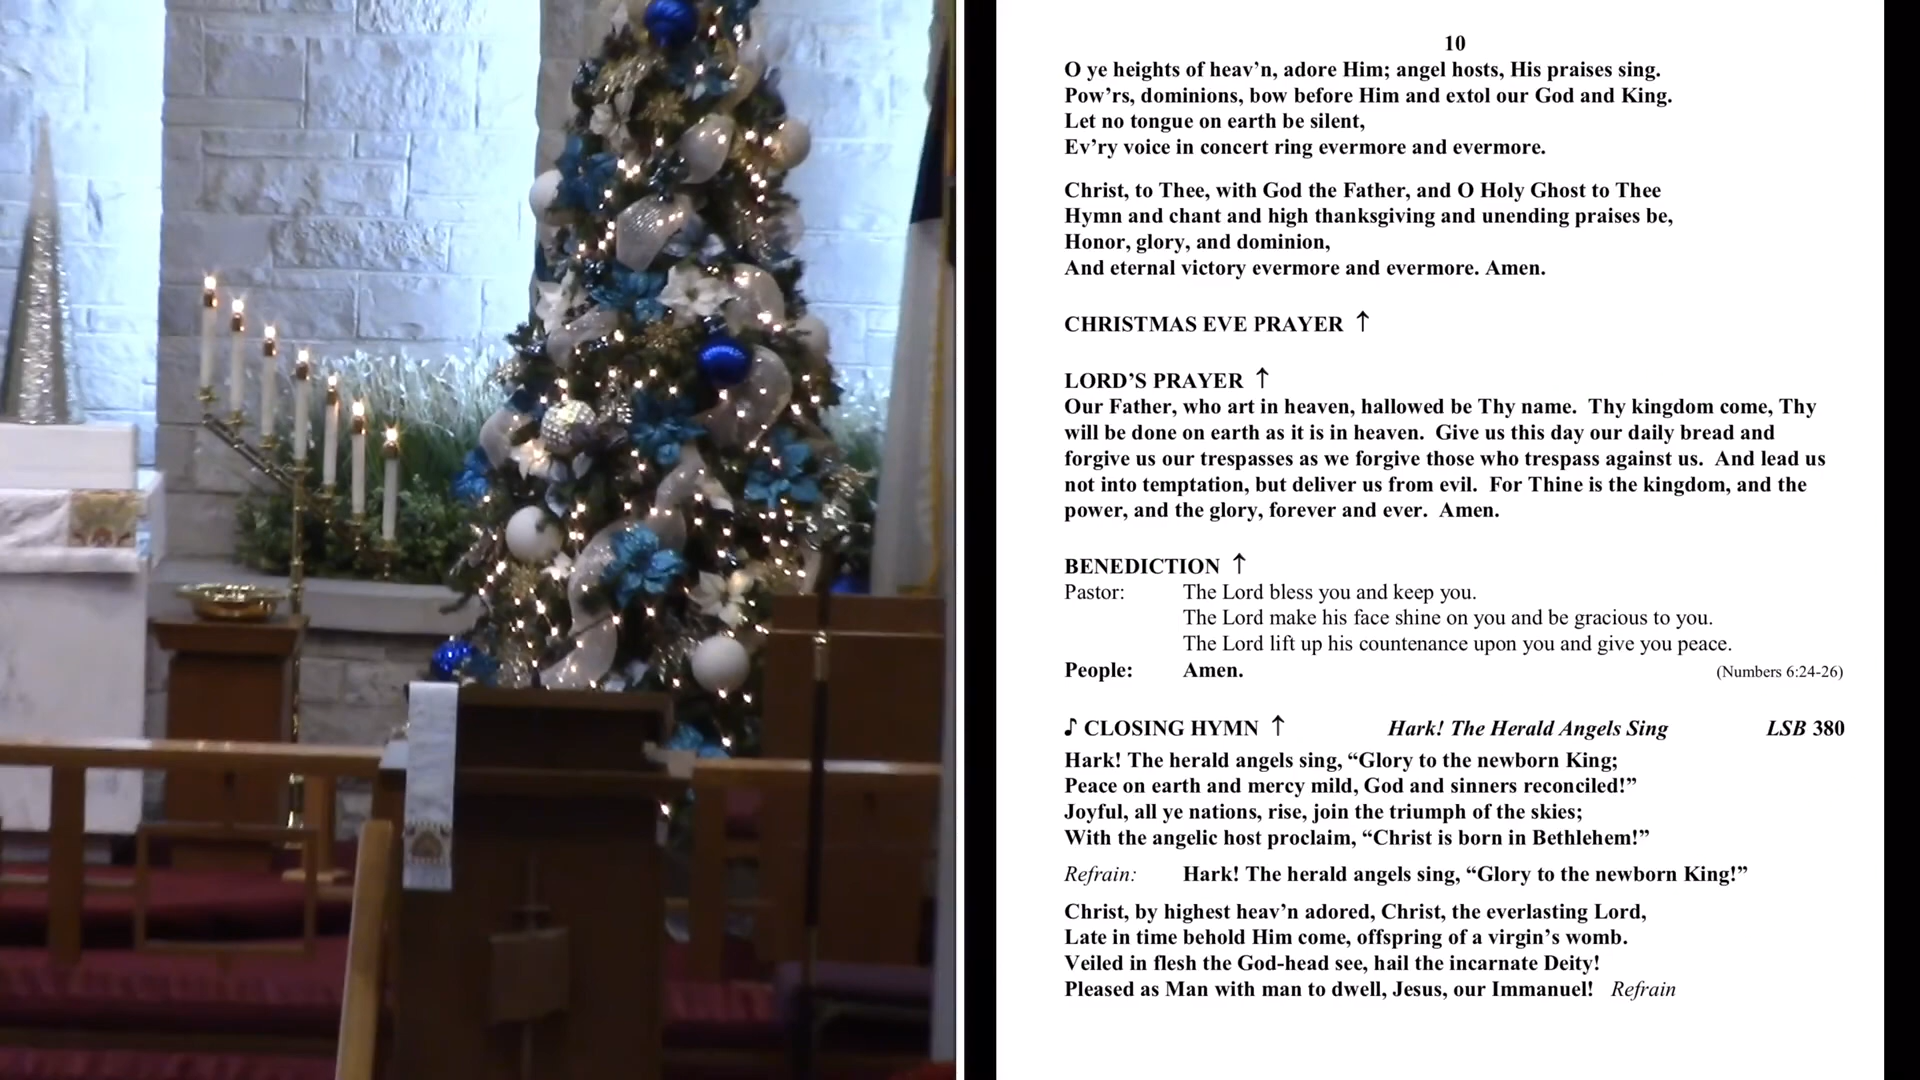 10
O ye heights of heav’n, adore Him; angel hosts, His praises sing.
Pow’rs, dominions, bow before Him and extol our God and King.
Let no tongue on earth be silent,
Ev’ry voice in concert ring evermore and evermore.
Christ, to Thee, with God the Father, and O Holy Ghost to Thee
Hymn and chant and high thanksgiving and unending praises be,
Honor, glory, and dominion,
And eternal victory evermore and evermore. Amen.
CHRISTMAS EVE PRAYER ↑
LORD’S PRAYER ↑
Our Father, who art in heaven, hallowed be Thy name.  Thy kingdom come, Thy
will be done on earth as it is in heaven.  Give us this day our daily bread and
forgive us our trespasses as we forgive those who trespass against us.  And lead us
not into temptation, but deliver us from evil.  For Thine is the kingdom, and the
power, and the glory, forever and ever.  Amen.
BENEDICTION ↑
Pastor: The Lord bless you and keep you.
The Lord make his face shine on you and be gracious to you.
The Lord lift up his countenance upon you and give you peace.
People: Amen. (Numbers 6:24-26)
♪ CLOSING HYMN ↑ Hark! The Herald Angels Sing LSB 380
Hark! The herald angels sing, “Glory to the newborn King;
Peace on earth and mercy mild, God and sinners reconciled!”
Joyful, all ye nations, rise, join the triumph of the skies;
With the angelic host proclaim, “Christ is born in Bethlehem!”
Refrain: Hark! The herald angels sing, “Glory to the newborn King!”
Christ, by highest heav’n adored, Christ, the everlasting Lord,
Late in time behold Him come, offspring of a virgin’s womb.
Veiled in flesh the God-head see, hail the incarnate Deity!
Pleased as Man with man to dwell, Jesus, our Immanuel! Refrain